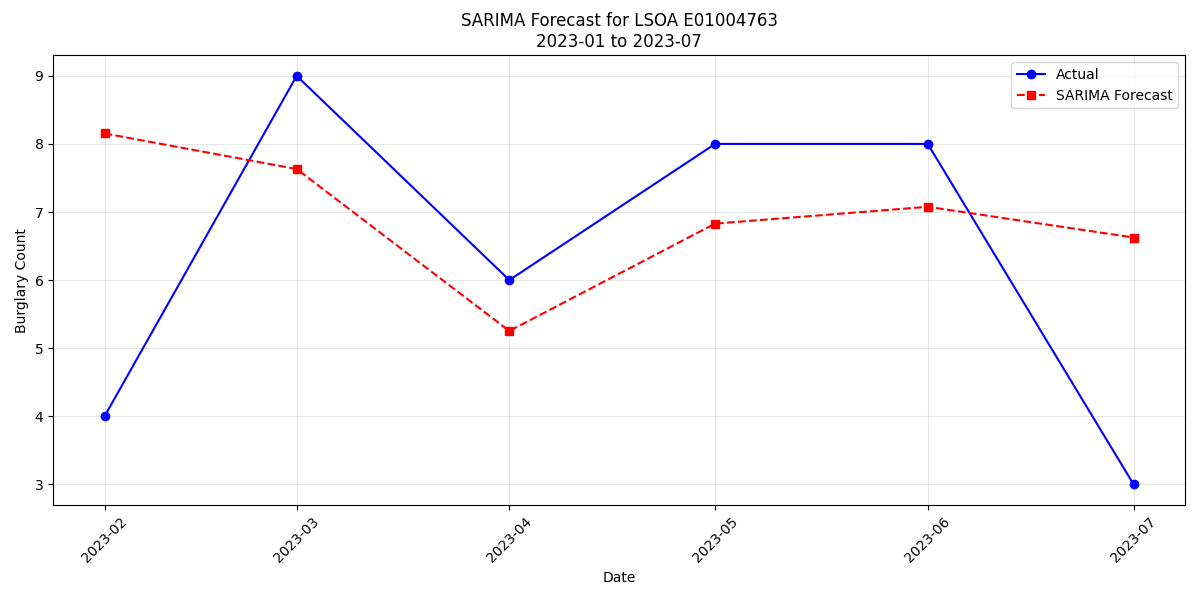 SARIMA Forecast for LSOA E01004763
2023-01 to 2023-07
Actual
SARIMA Forecast
Burglary Count
9
8
7
6
5
4
3
2023-02
2023-03
2023-04
2023-05
2023-06
2023-07
Date